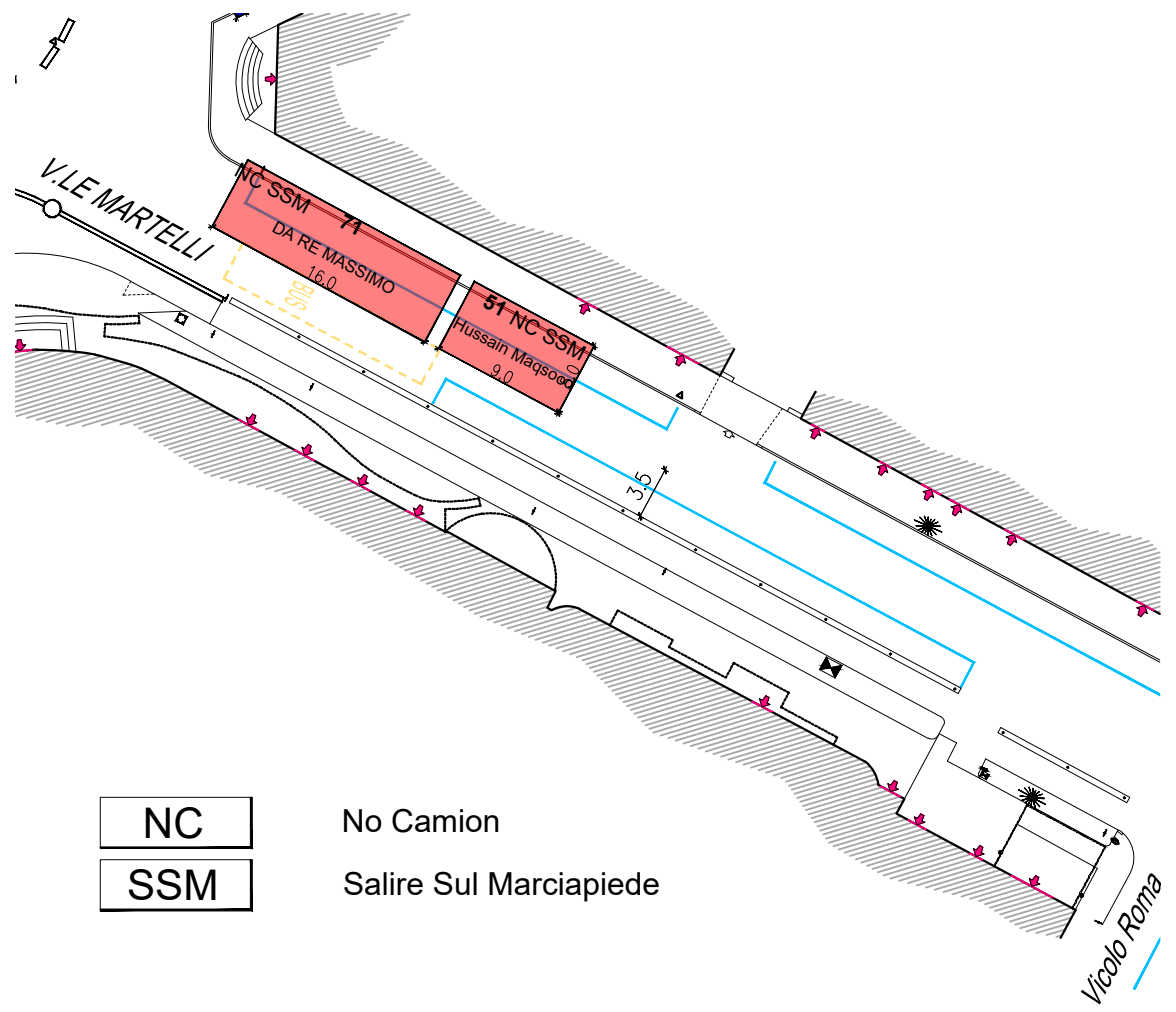 V.LE MARTELLI
NC SSM 71
DA RE MASSIMO
16.0
BUS
51 NC SSM
Hussain Maqsood
9.0
3.5
NC No Camion
SSM Salire Sul Marciapiede
Vicolo Roma